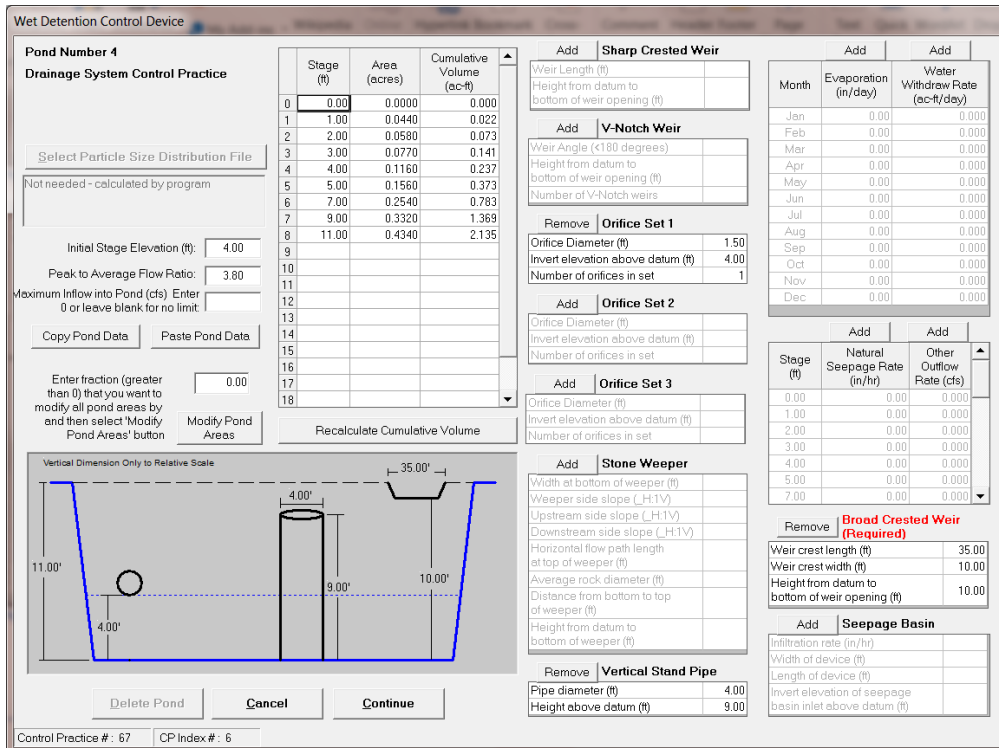 Wet Detention Control Device
Pond Number 4
Drainage System Control Practice
Select Particle Size Distribution File
Not needed - calculated by program
Initial Stage Elevation (ft): 4.00
Peak to Average Flow Ratio: 3.80
Maximum Inflow into Pond (cfs) Enter
0 or leave blank for no limit:
Copy Pond Data Paste Pond Data
Enter fraction (greater 0.00
than 0) that you want to
modify all pond areas by
and then select 'Modify
Pond Areas' button
Modify Pond
Areas
Stage
(ft)
Area
(acres)
Cumulative
Volume
(ac-ft)
0 0.00 0.0000 0.000
1 1.00 0.0440 0.022
2 2.00 0.0580 0.073
3 3.00 0.0770 0.141
4 4.00 0.1160 0.237
5 5.00 0.1560 0.373
6 7.00 0.2540 0.783
7 9.00 0.3320 1.369
8 11.00 0.4340 2.135
9
10
11
12
13
14
15
16
17
18
Recalculate Cumulative Volume
Vertical Dimension Only to Relative Scale
35.00'
4.00'
11.00'
9.00'
10.00'
4.00'
Delete Pond Cancel Continue
Control Practice # : 67 CP Index # : 6
Add Sharp Crested Weir
Weir Length (ft)
Height from datum to
bottom of weir opening (ft)
Add V-Notch Weir
Weir Angle (<180 degrees)
Height from datum to
bottom of weir opening (ft)
Number of V-Notch weirs
Remove Orifice Set 1
Orifice Diameter (ft) 1.50
Invert elevation above datum (ft) 4.00
Number of orifices in set 1
Add Orifice Set 2
Orifice Diameter (ft)
Invert elevation above datum (ft)
Number of orifices in set
Add Orifice Set 3
Orifice Diameter (ft)
Invert elevation above datum (ft)
Number of orifices in set
Add Stone Weeper
Width at bottom of weeper (ft)
Weeper side slope (_H:1V)
Upstream side slope (_H:1V)
Downstream side slope (_H:1V)
Horizontal flow path length
at top of weeper (ft)
Average rock diameter (ft)
Distance from bottom to top
of weeper (ft)
Height from datum to
bottom of weeper (ft)
Remove Vertical Stand Pipe
Pipe diameter (ft) 4.00
Height above datum (ft) 9.00
Add Add
Month
Evaporation
(in/day)
Water
Withdraw Rate
(ac-ft/day)
Jan 0.00 0.000
Feb 0.00 0.000
Mar 0.00 0.000
Apr 0.00 0.000
May 0.00 0.000
Jun 0.00 0.000
Jul 0.00 0.000
Aug 0.00 0.000
Sep 0.00 0.000
Oct 0.00 0.000
Nov 0.00 0.000
Dec 0.00 0.000
Add Add
Stage
(ft)
Natural
Seepage Rate
(in/hr)
Other
Outflow
Rate (cfs)
0.00 0.00 0.000
1.00 0.00 0.000
2.00 0.00 0.000
3.00 0.00 0.000
4.00 0.00 0.000
5.00 0.00 0.000
7.00 0.00 0.000
Remove Broad Crested Weir
(Required)
Weir crest length (ft) 35.00
Weir crest width (ft) 10.00
Height from datum to
bottom of weir opening (ft) 10.00
Add Seepage Basin
Infiltration rate (in/hr)
Width of device (ft)
Length of device (ft)
Invert elevation of seepage
basin inlet above datum (ft)